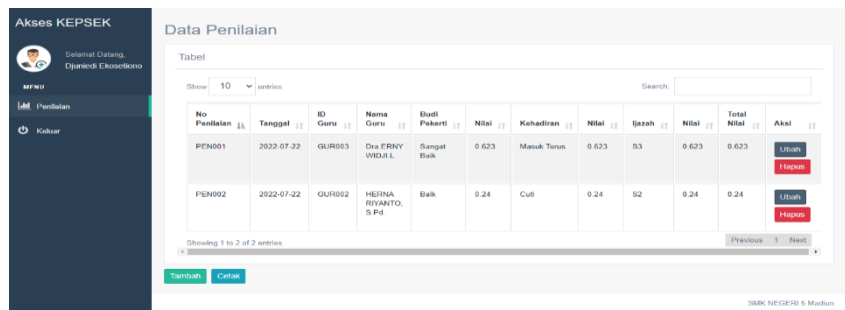 Akses KEPSEK
Selamat Datang,
Djuniedi Ekosetiono
MENU
Penilaian
Keluar
Data Penilaian
Tabel
Show 10 entries
Search:
No Penilaian Tanggal ID Guru Nama Guru Budi Pekerti Nilai Kehadiran Nilai Ijazah Nilai Total Nilai Aksi
PEN001 2022-07-22 GUR003 Dra.ERNY WIDJI.L Sangat Baik 0.623 Masuk Terus 0.623 S3 0.623 0.623 Ubah Hapus
PEN002 2022-07-22 GUR002 HERNA RIYANTO, S.Pd Baik 0.24 Cuti 0.24 S2 0.24 0.24 Ubah Hapus
Showing 1 to 2 of 2 entries
Previous 1 Next
Tambah Cetak
SMK NEGERI 5 Madiun